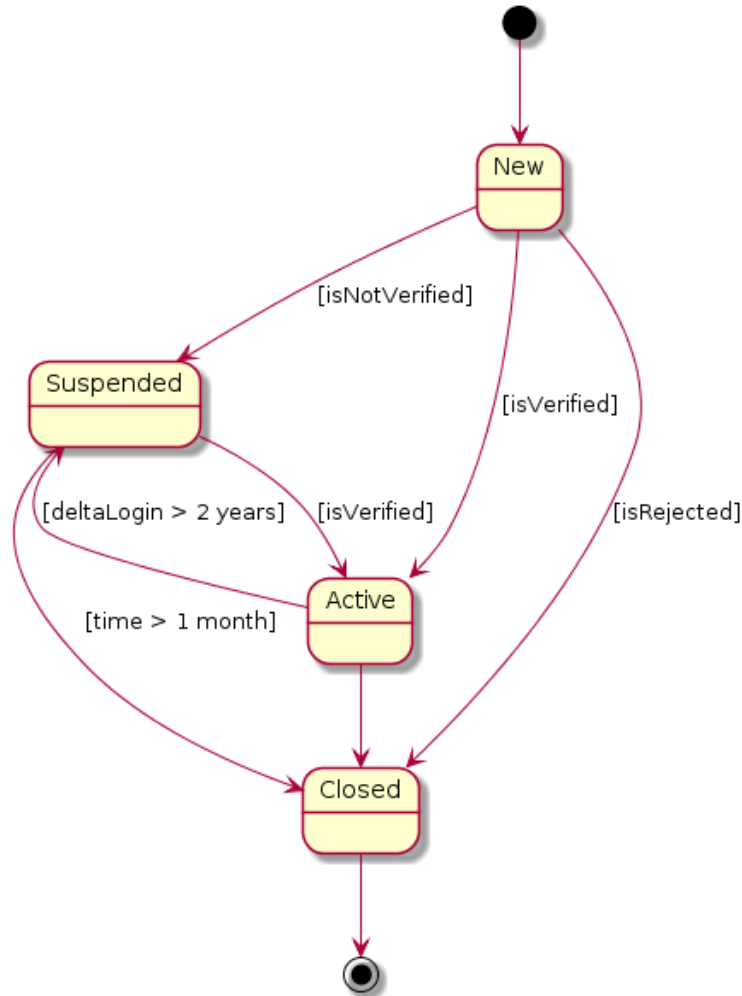 New
[isNotVerified]
Suspended
[isVerified]
[deltaLogin > 2 years]
[isVerified]
[isRejected]
Active
[time > 1 month]
Closed